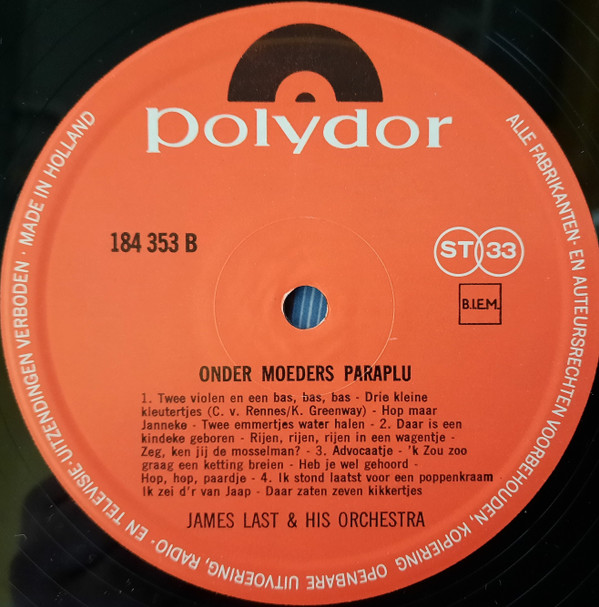 polydor
184 353 B
ST 33
B.I.E.M.
ONDER MOEDERS PARAPLU
1. Twee violen en een bas, bas, bas - Drie kleine
kleutertjes (C. v. Rennes/K. Greenway) - Hop maar
Janneke - Twee emmertjes water halen - 2. Daar is een
kindeke geboren - Rijen, rijen, rijen in een wagentje -
Zeg, ken jij de mosselman? - 3. Advocaatje - 'k Zou zoo
graag een ketting breien - Heb je wel gehoord -
Hop, hop, paardje - 4. Ik stond laatst voor een poppenkraam
Ik zei d'r van Jaap - Daar zaten zeven kikkertjes
JAMES LAST & HIS ORCHESTRA
ALLE FABRIKANTEN- EN AUTEURSRECHTEN VOORBEHOUDEN, KOPIERING, OPENBARE UITVOERING, RADIO- EN TELEVISIE-UITZENDINGEN VERBODEN · MADE IN HOLLAND